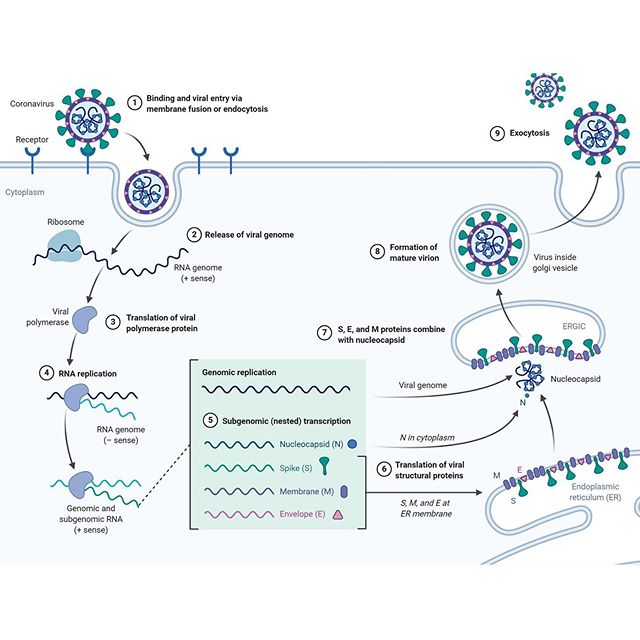 Coronavirus
1 Binding and viral entry via
membrane fusion or endocytosis
Receptor
Cytoplasm
Ribosome
2 Release of viral genome
RNA genome
(+ sense)
Viral
polymerase
3 Translation of viral
polymerase protein
4 RNA replication
RNA genome
(− sense)
Genomic and
subgenomic RNA
(+ sense)
Genomic replication
5 Subgenomic (nested) transcription
Nucleocapsid (N)
Spike (S)
Membrane (M)
Envelope (E)
6 Translation of viral
structural proteins
S, M, and E at
ER membrane
Viral genome
N in cytoplasm
N
M
E
S
Endoplasmic
reticulum (ER)
7 S, E, and M proteins combine
with nucleocapsid
ERGIC
Nucleocapsid
8 Formation of
mature virion
Virus inside
golgi vesicle
9 Exocytosis